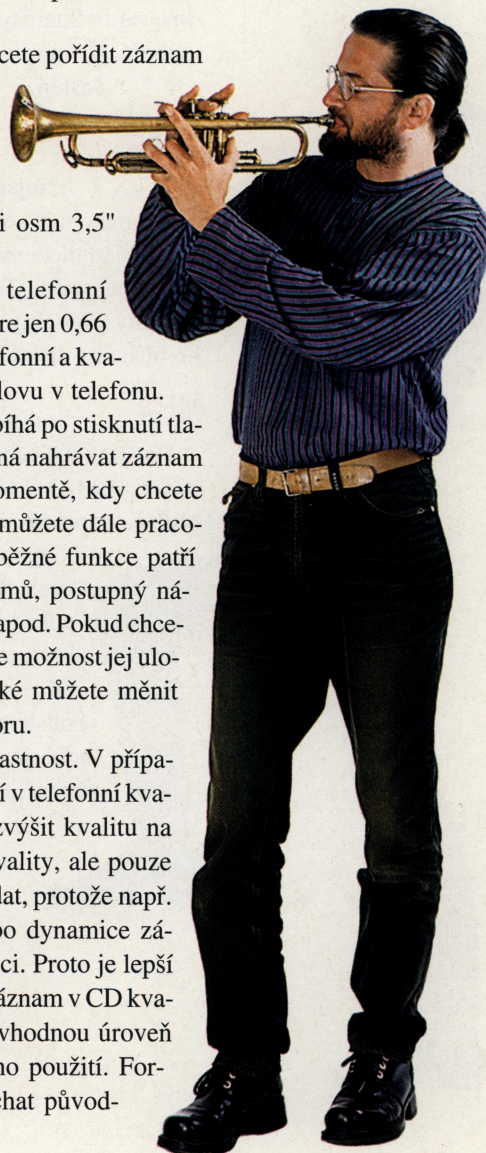 cete pořídit záznam
i osm 3,5"
telefonní
re jen 0,66
fonní a kva-
lovu v telefonu.
bíhá po stisknutí tla-
ná nahrávat záznam
omentě, kdy chcete
můžete dále praco-
běžné funkce patří
mů, postupný ná-
apod. Pokud chce-
e možnost jej ulo-
ké můžete měnit
oru.
astnost. V přípa-
í v telefonní kva-
zvýšit kvalitu na
vality, ale pouze
dat, protože např.
po dynamice zá-
ci. Proto je lepší
áznam v CD kva-
vhodnou úroveň
no použití. For-
chat původ-